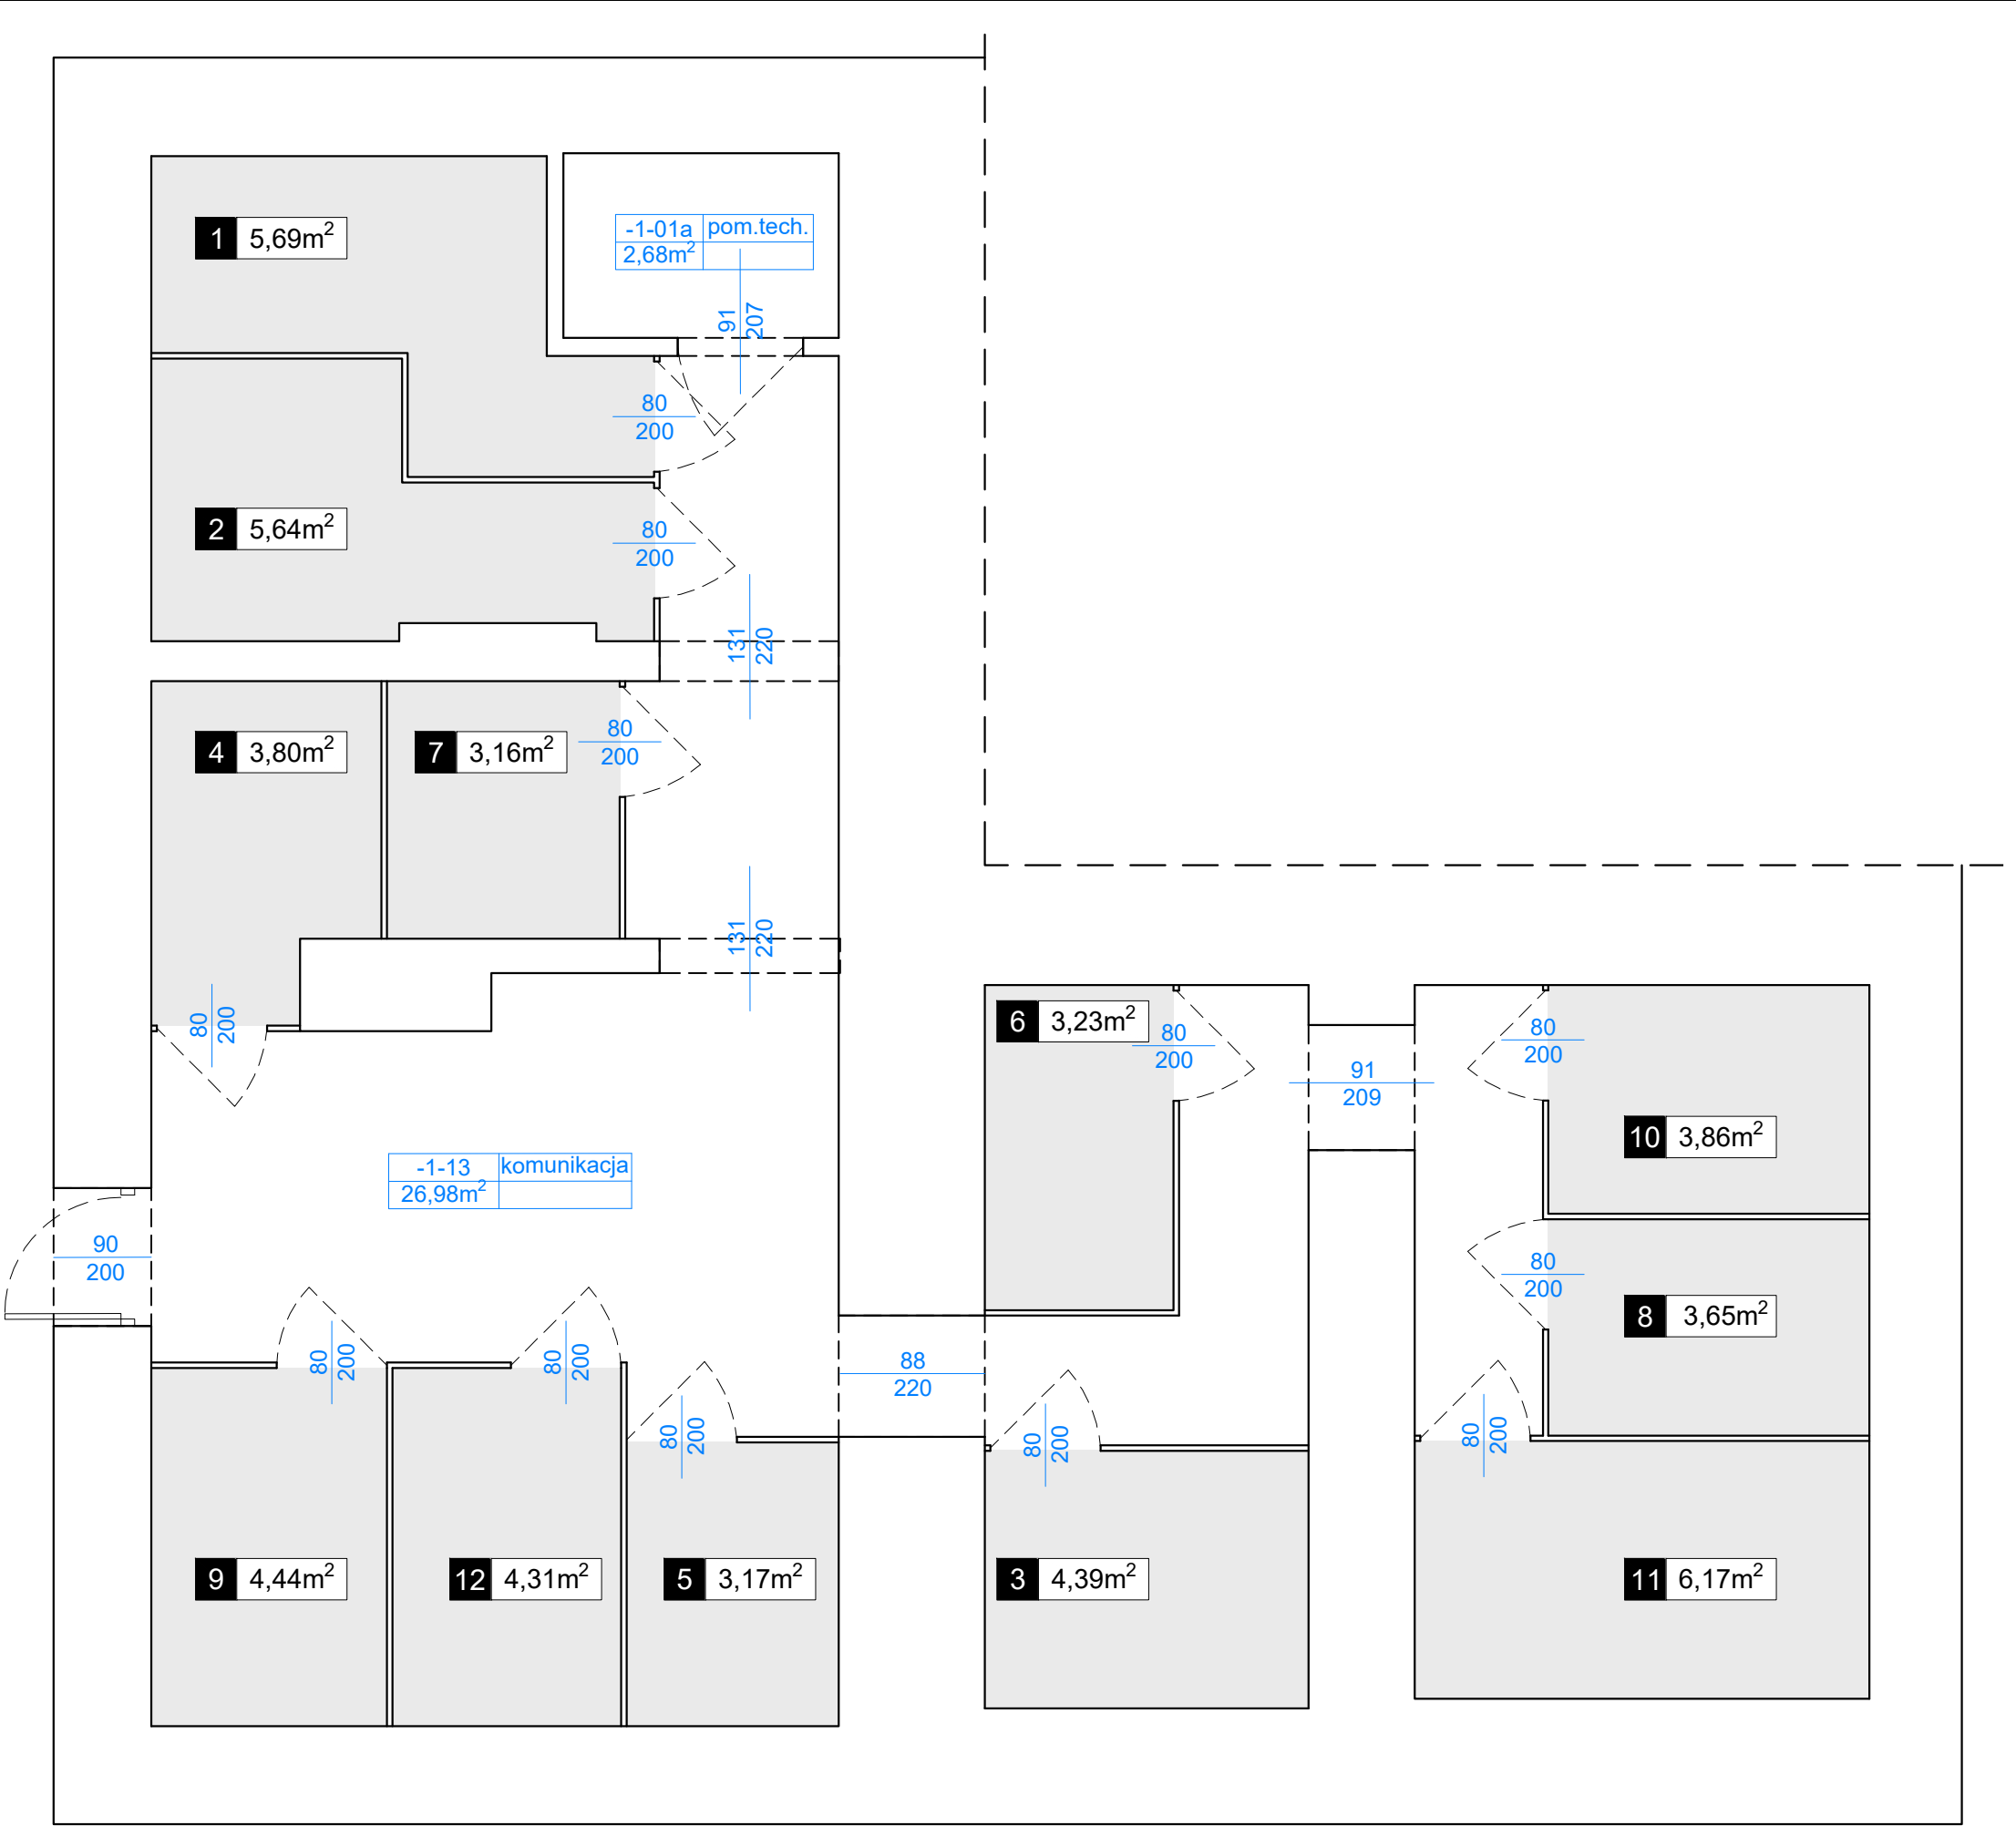 1 5,69m²
-1-01a pom.tech.
2,68m²
91
207
80
200
2 5,64m²
80
200
131
220
4 3,80m²
7 3,16m²
80
200
131
220
80
200
6 3,23m²
80
200
91
209
80
200
10 3,86m²
-1-13 komunikacja
26,98m²
90
200
80
200
8 3,65m²
80
200
80
200
88
220
80
200
80
200
80
200
9 4,44m²
12 4,31m²
5 3,17m²
3 4,39m²
11 6,17m²